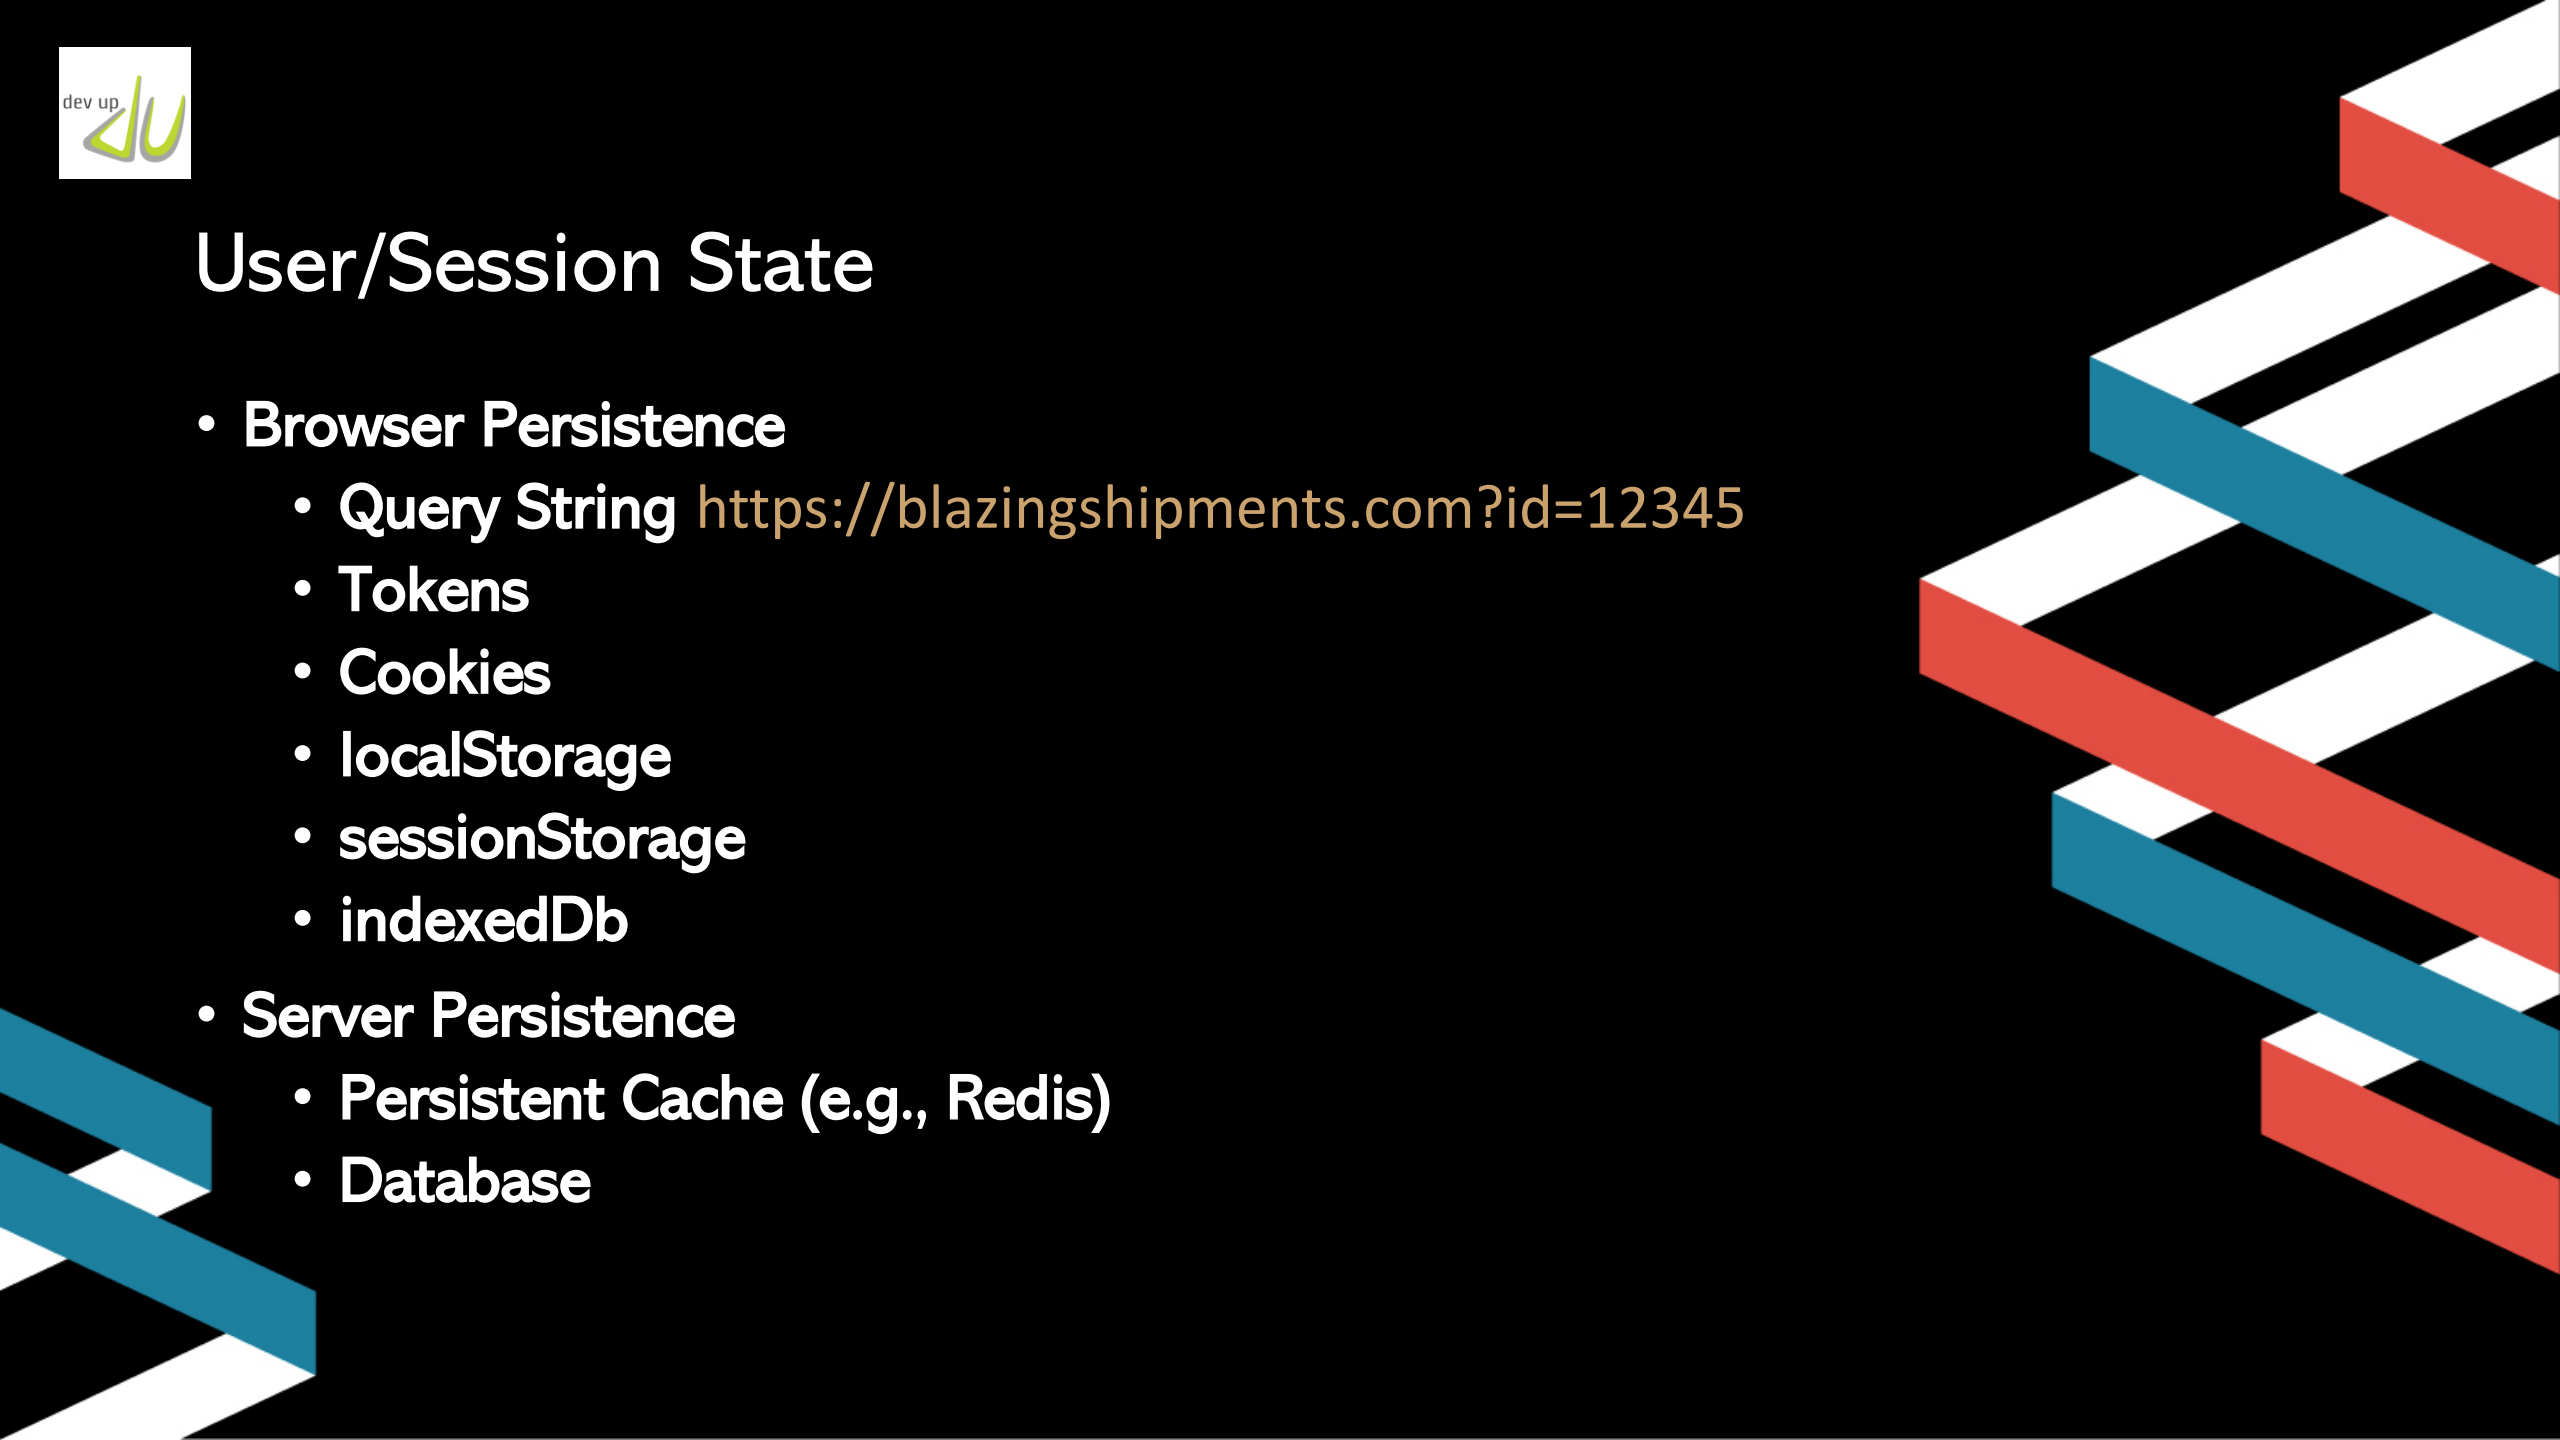 dev up
User/Session State
• Browser Persistence
• Query String https://blazingshipments.com?id=12345
• Tokens
• Cookies
• localStorage
• sessionStorage
• indexedDb
• Server Persistence
• Persistent Cache (e.g., Redis)
• Database